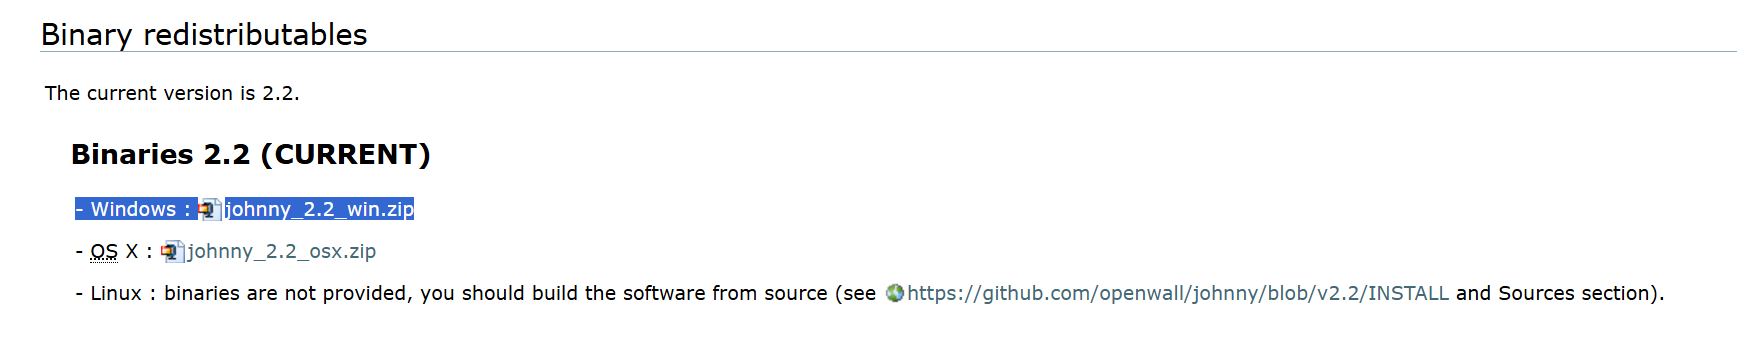 Binary redistributables
The current version is 2.2.
Binaries 2.2 (CURRENT)
- Windows : johnny_2.2_win.zip
- OS X : johnny_2.2_osx.zip
- Linux : binaries are not provided, you should build the software from source (see https://github.com/openwall/johnny/blob/v2.2/INSTALL and Sources section).